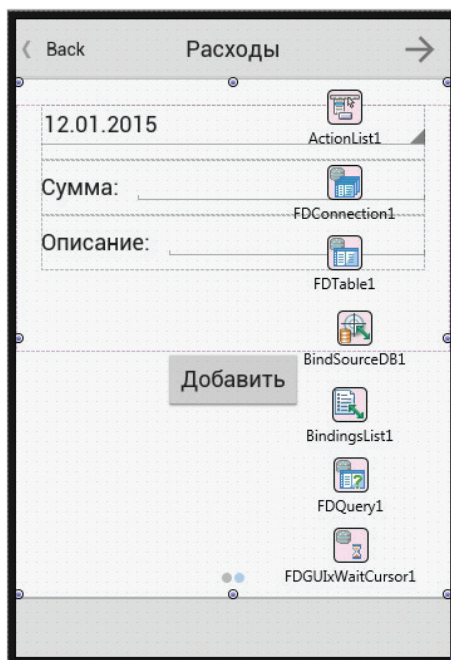 Back
Расходы
12.01.2015
ActionList1
Сумма:
FDConnection1
Описание:
FDTable1
BindSourceDB1
Добавить
BindingsList1
FDQuery1
FDGUIxWaitCursor1